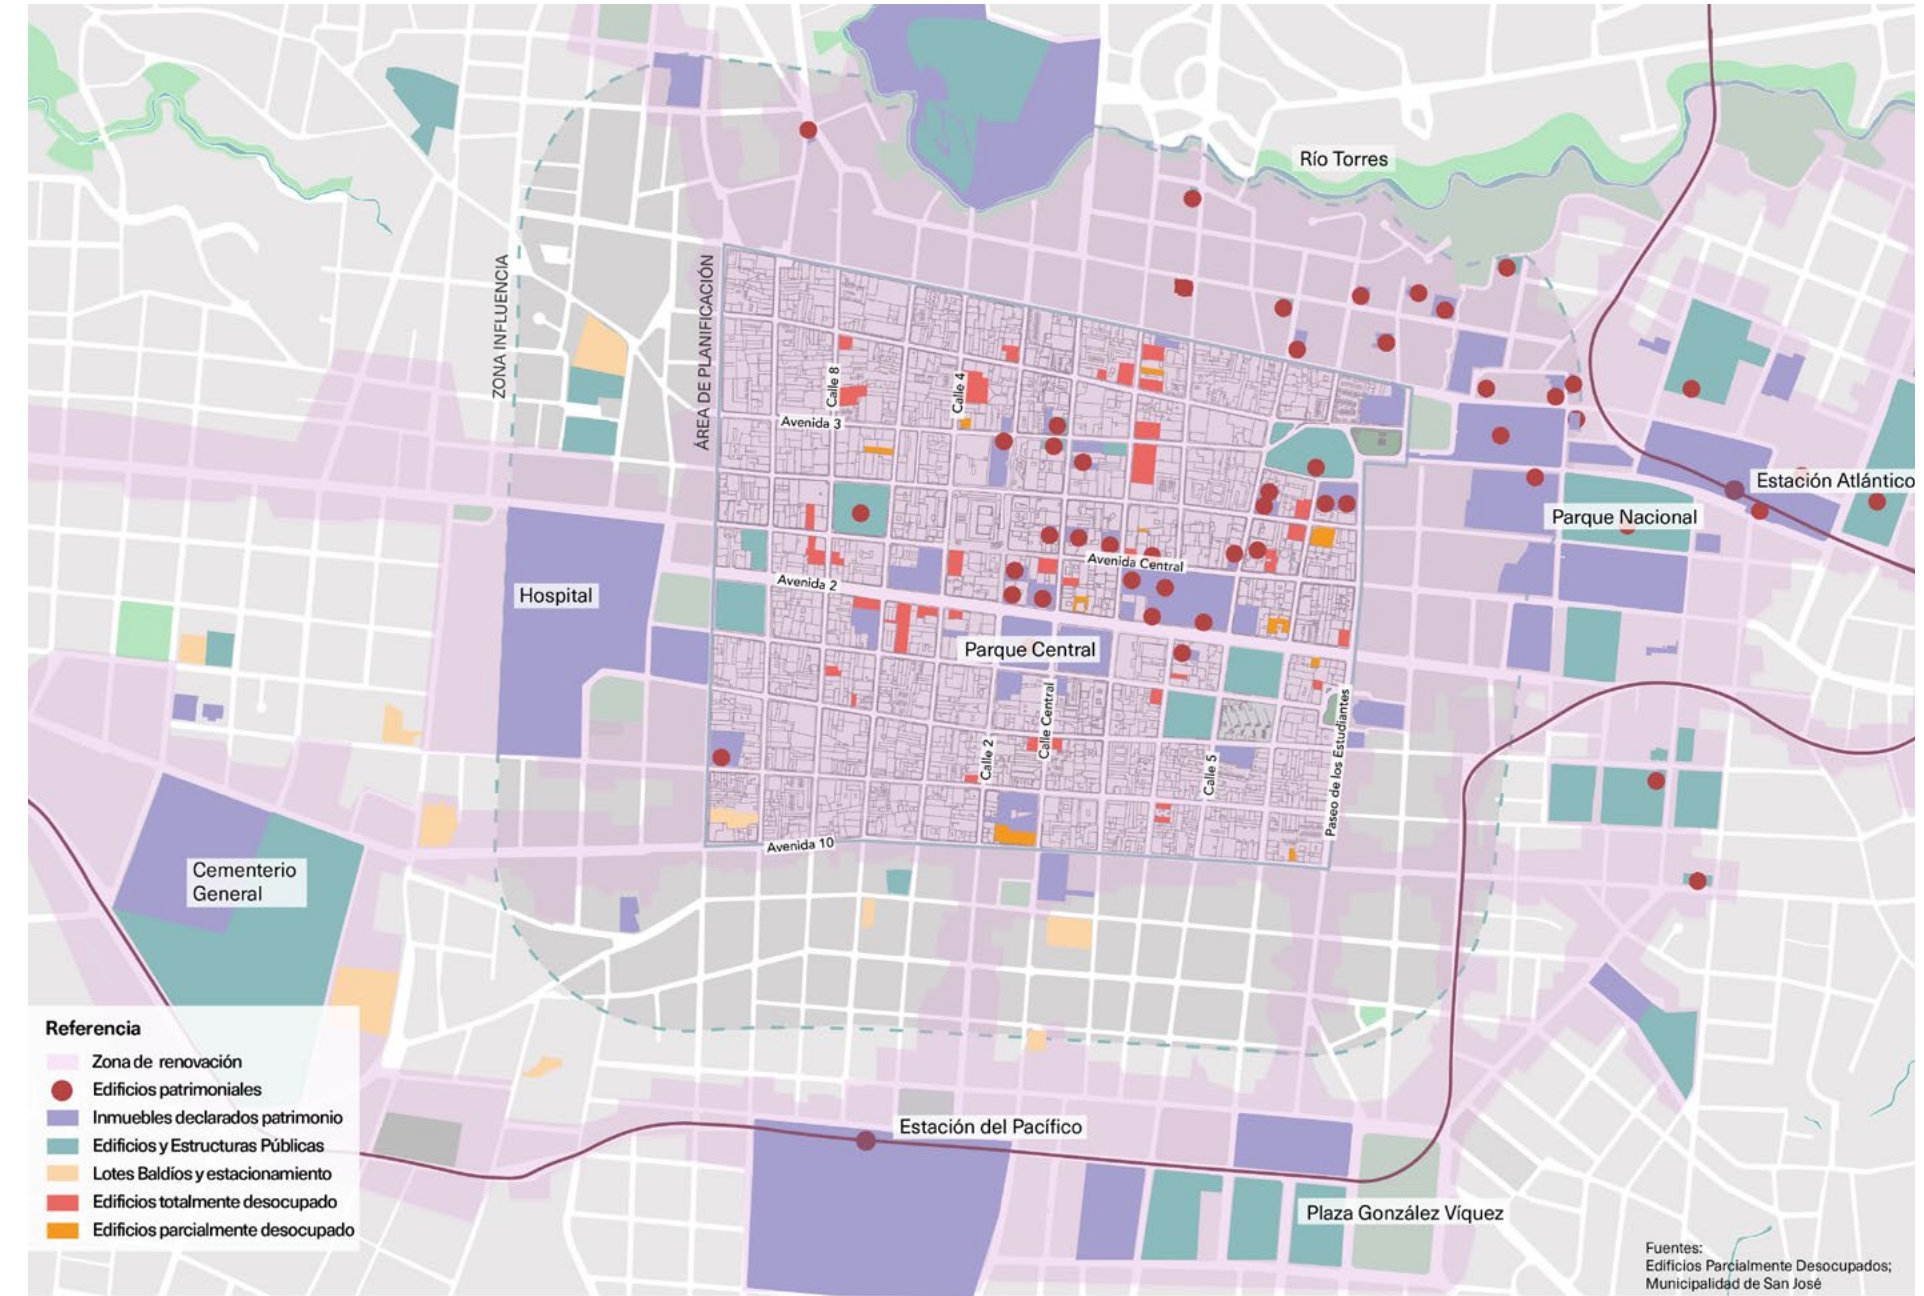 Río Torres
ZONA INFLUENCIA
ÁREA DE PLANIFICACIÓN
Calle 8
Calle 4
Avenida 3
Estación Atlántico
Parque Nacional
Avenida Central
Avenida 2
Hospital
Parque Central
Calle Central
Calle 2
Calle 5
Paseo de los Estudiantes
Avenida 10
Cementerio
General
Referencia
Zona de renovación
Edificios patrimoniales
Inmuebles declarados patrimonio
Edificios y Estructuras Públicas
Lotes Baldíos y estacionamiento
Edificios totalmente desocupado
Edificios parcialmente desocupado
Estación del Pacífico
Plaza González Víquez
Fuentes:
Edificios Parcialmente Desocupados;
Municipalidad de San José